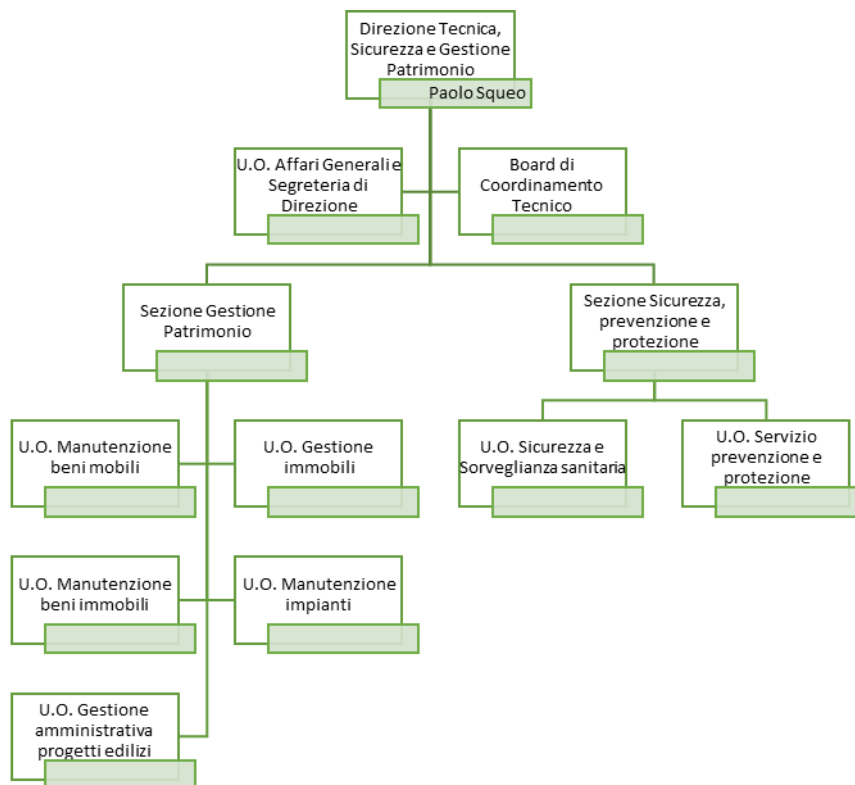 Direzione Tecnica,
Sicurezza e Gestione
Patrimonio
Paolo Squeo
U.O. Affari Generali e
Segreteria di
Direzione
Board di
Coordinamento
Tecnico
Sezione Gestione
Patrimonio
Sezione Sicurezza,
prevenzione e
protezione
U.O. Manutenzione
beni mobili
U.O. Gestione
immobili
U.O. Sicurezza e
Sorveglianza sanitaria
U.O. Servizio
prevenzione e
protezione
U.O. Manutenzione
beni immobili
U.O. Manutenzione
impianti
U.O. Gestione
amministrativa
progetti edilizi